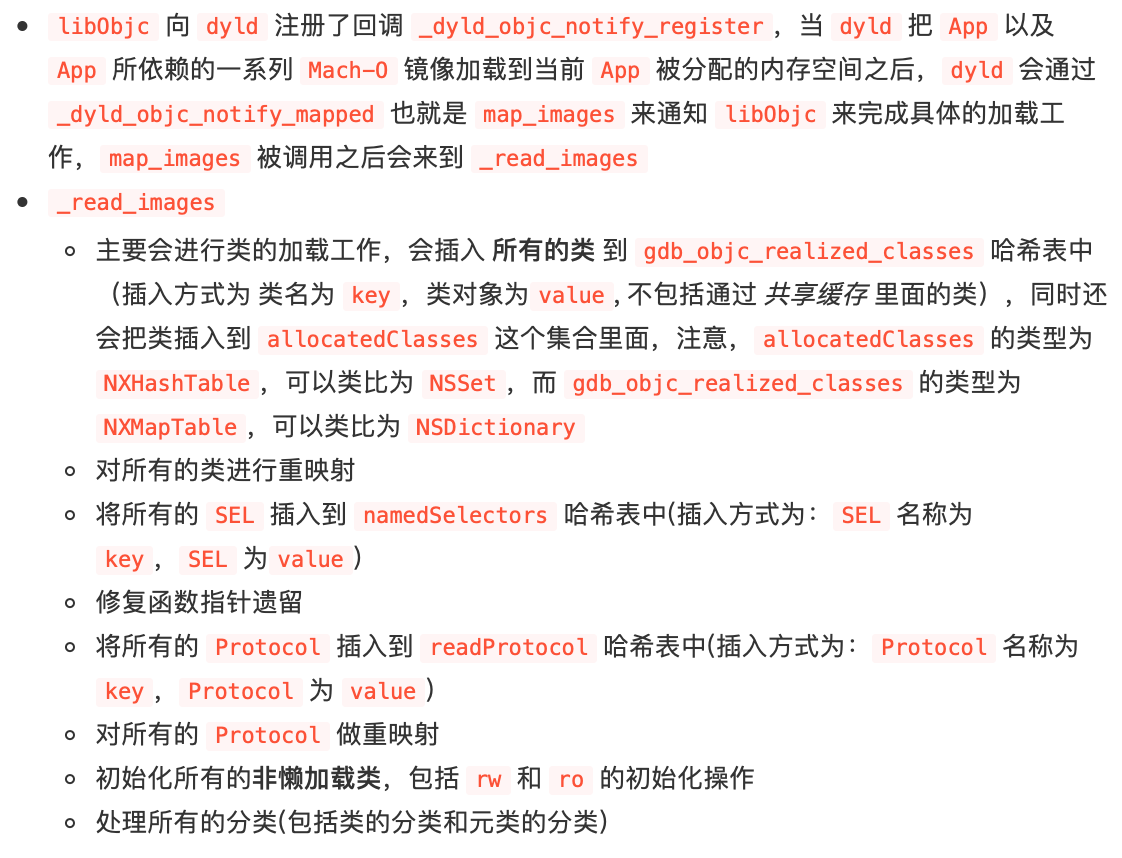 libObjc 向 dyld 注册了回调 _dyld_objc_notify_register，当 dyld 把 App 以及
App 所依赖的一系列 Mach-O 镜像加载到当前 App 被分配的内存空间之后，dyld 会通过
_dyld_objc_notify_mapped 也就是 map_images 来通知 libObjc 来完成具体的加载工
作，map_images 被调用之后会来到 _read_images
_read_images
主要会进行类的加载工作，会插入 所有的类 到 gdb_objc_realized_classes 哈希表中
（插入方式为 类名为 key，类对象为 value , 不包括通过 共享缓存 里面的类），同时还
会把类插入到 allocatedClasses 这个集合里面，注意，allocatedClasses 的类型为
NXHashTable，可以类比为 NSSet，而 gdb_objc_realized_classes 的类型为
NXMapTable，可以类比为 NSDictionary
对所有的类进行重映射
将所有的 SEL 插入到 namedSelectors 哈希表中(插入方式为：SEL 名称为
key，SEL 为 value )
修复函数指针遗留
将所有的 Protocol 插入到 readProtocol 哈希表中(插入方式为：Protocol 名称为
key，Protocol 为 value )
对所有的 Protocol 做重映射
初始化所有的非懒加载类，包括 rw 和 ro 的初始化操作
处理所有的分类(包括类的分类和元类的分类)